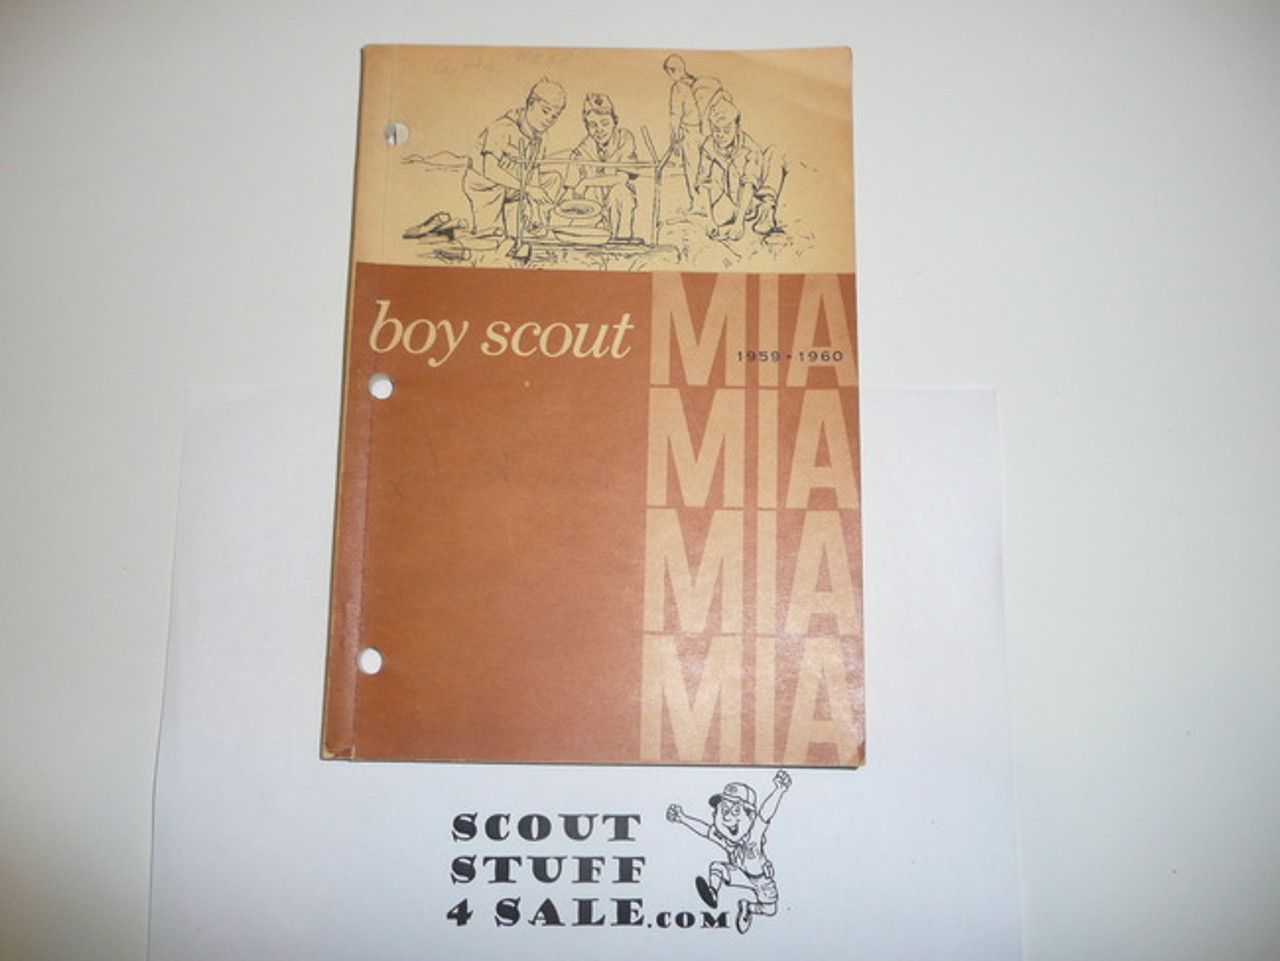 boy scout
MIA
1959 • 1960
MIA
MIA
MIA
SCOUT
STUFF
4 SALE.COM